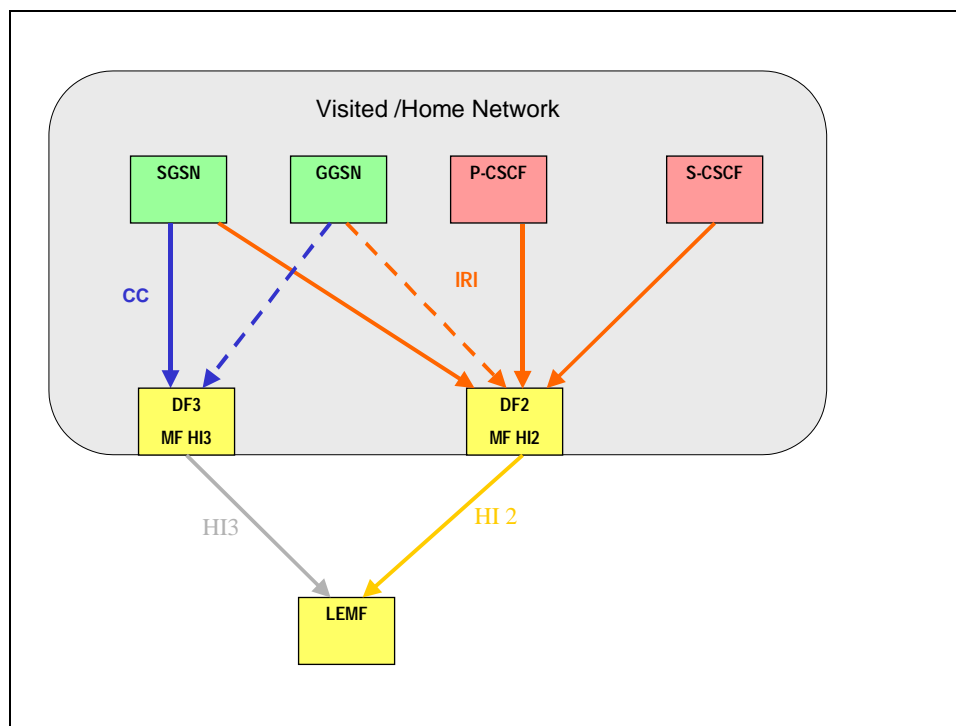 Visited /Home Network
SGSN
GGSN
P-CSCF
S-CSCF
CC
IRI
DF3
MF HI3
DF2
MF HI2
HI3
HI 2
LEMF